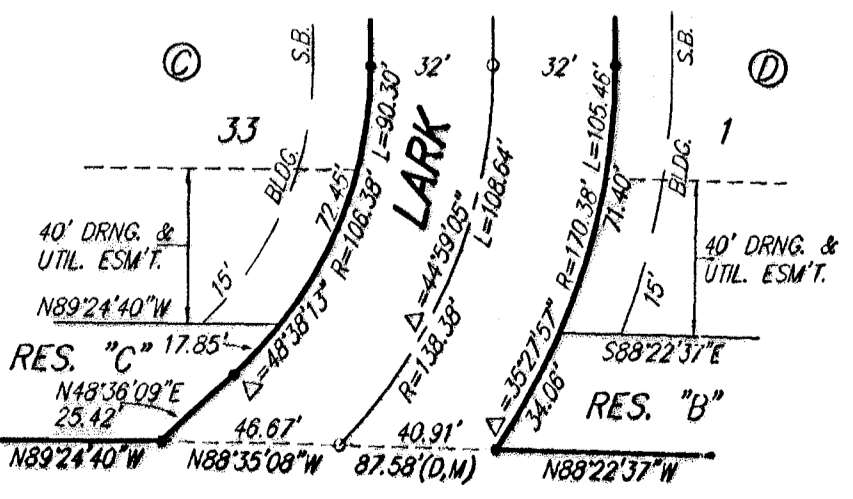 C
S.B.
32'
32'
S.B.
D
33
BLDG.
72.45'
L=90.30'
R=106.38'
LARK
L=108.64'
Δ=44°59'05"
R=138.38'
L=105.46'
R=170.38'
71.40'
BLDG.
1
40' DRNG. &
UTIL. ESM'T.
15'
40' DRNG. &
UTIL. ESM'T.
15'
N89°24'40"W
17.85'
RES. "C"
Δ=48°38'13"
Δ=35°27'57"
34.06'
S88°22'37"E
RES. "B"
N48°36'09"E
25.42'
46.67'
40.91'
N89°24'40"W
N88°35'08"W
87.58'(D,M)
N88°22'37"W